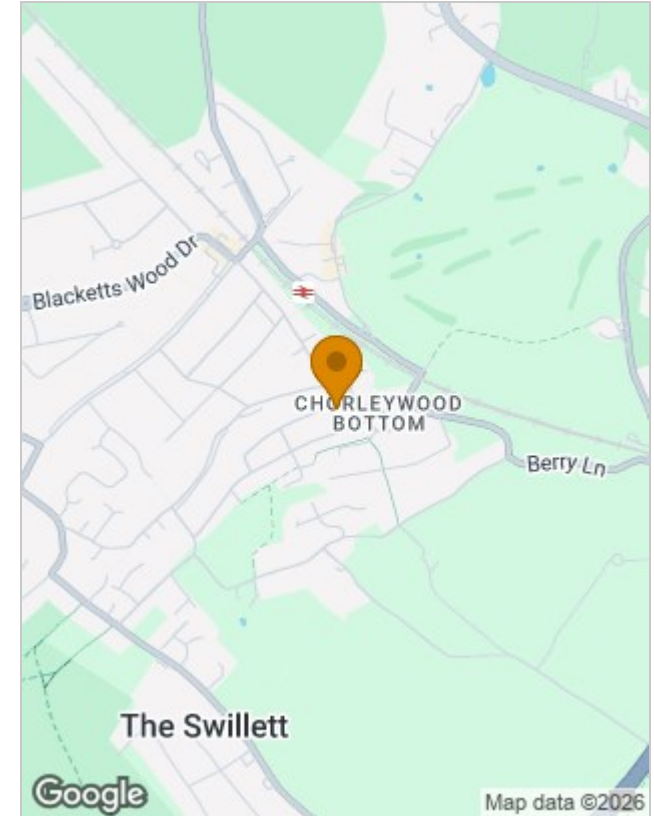 Blacketts Wood Dr
CHORLEYWOOD
BOTTOM
Berry Ln
The Swillett
Google
Map data ©2026